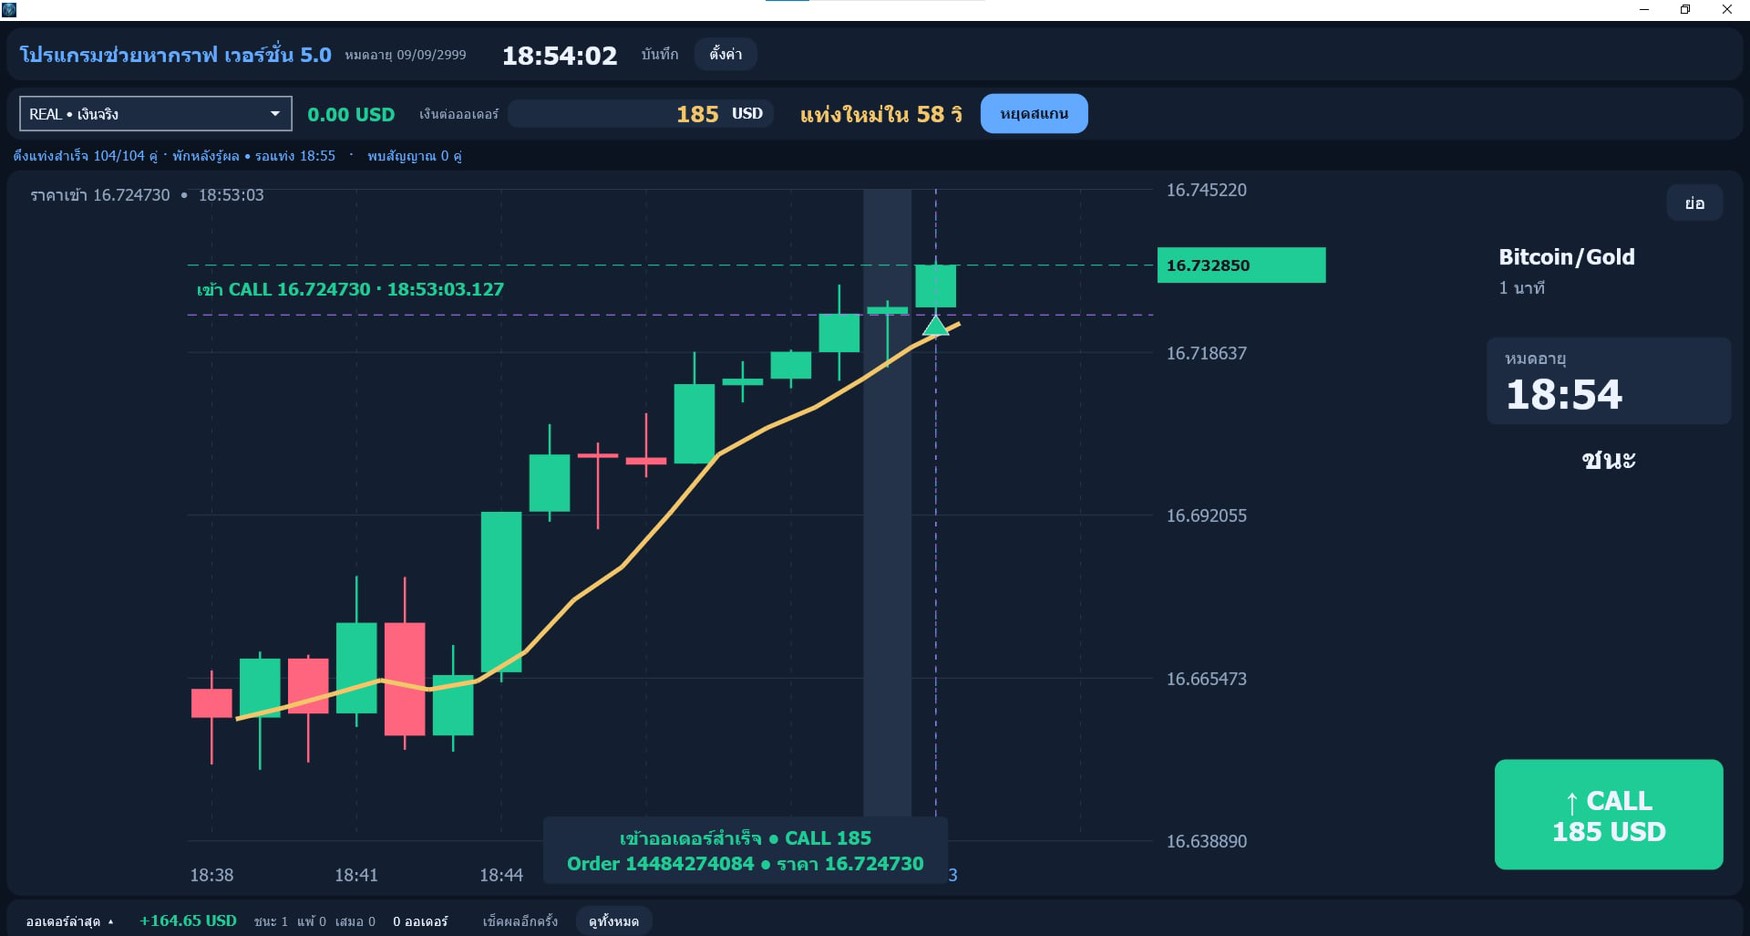 โปรแกรมช่วยหากราฟ เวอร์ชั่น 5.0 หมดอายุ 09/09/2999 18:54:02 บันทึก ตั้งค่า
REAL • เงินจริง 0.00 USD เงินต่อออเดอร์ 185 USD แท่งใหม่ใน 58 วิ หยุดสแกน
ดึงแท่งสำเร็จ 104/104 คู่ · พักหลังรู้ผล • รอแท่ง 18:55 · พบสัญญาณ 0 คู่
ราคาเข้า 16.724730 • 18:53:03
16.745220
ย่อ
Bitcoin/Gold
1 นาที
16.732850
เข้า CALL 16.724730 · 18:53:03.127
16.718637
หมดอายุ
18:54
ชนะ
16.692055
16.665473
↑ CALL
185 USD
16.638890
เข้าออเดอร์สำเร็จ • CALL 185
Order 14484274084 • ราคา 16.724730
18:38 18:41 18:44 3
ออเดอร์ล่าสุด ▴ +164.65 USD ชนะ 1 แพ้ 0 เสมอ 0 0 ออเดอร์ เช็คผลอีกครั้ง ดูทั้งหมด